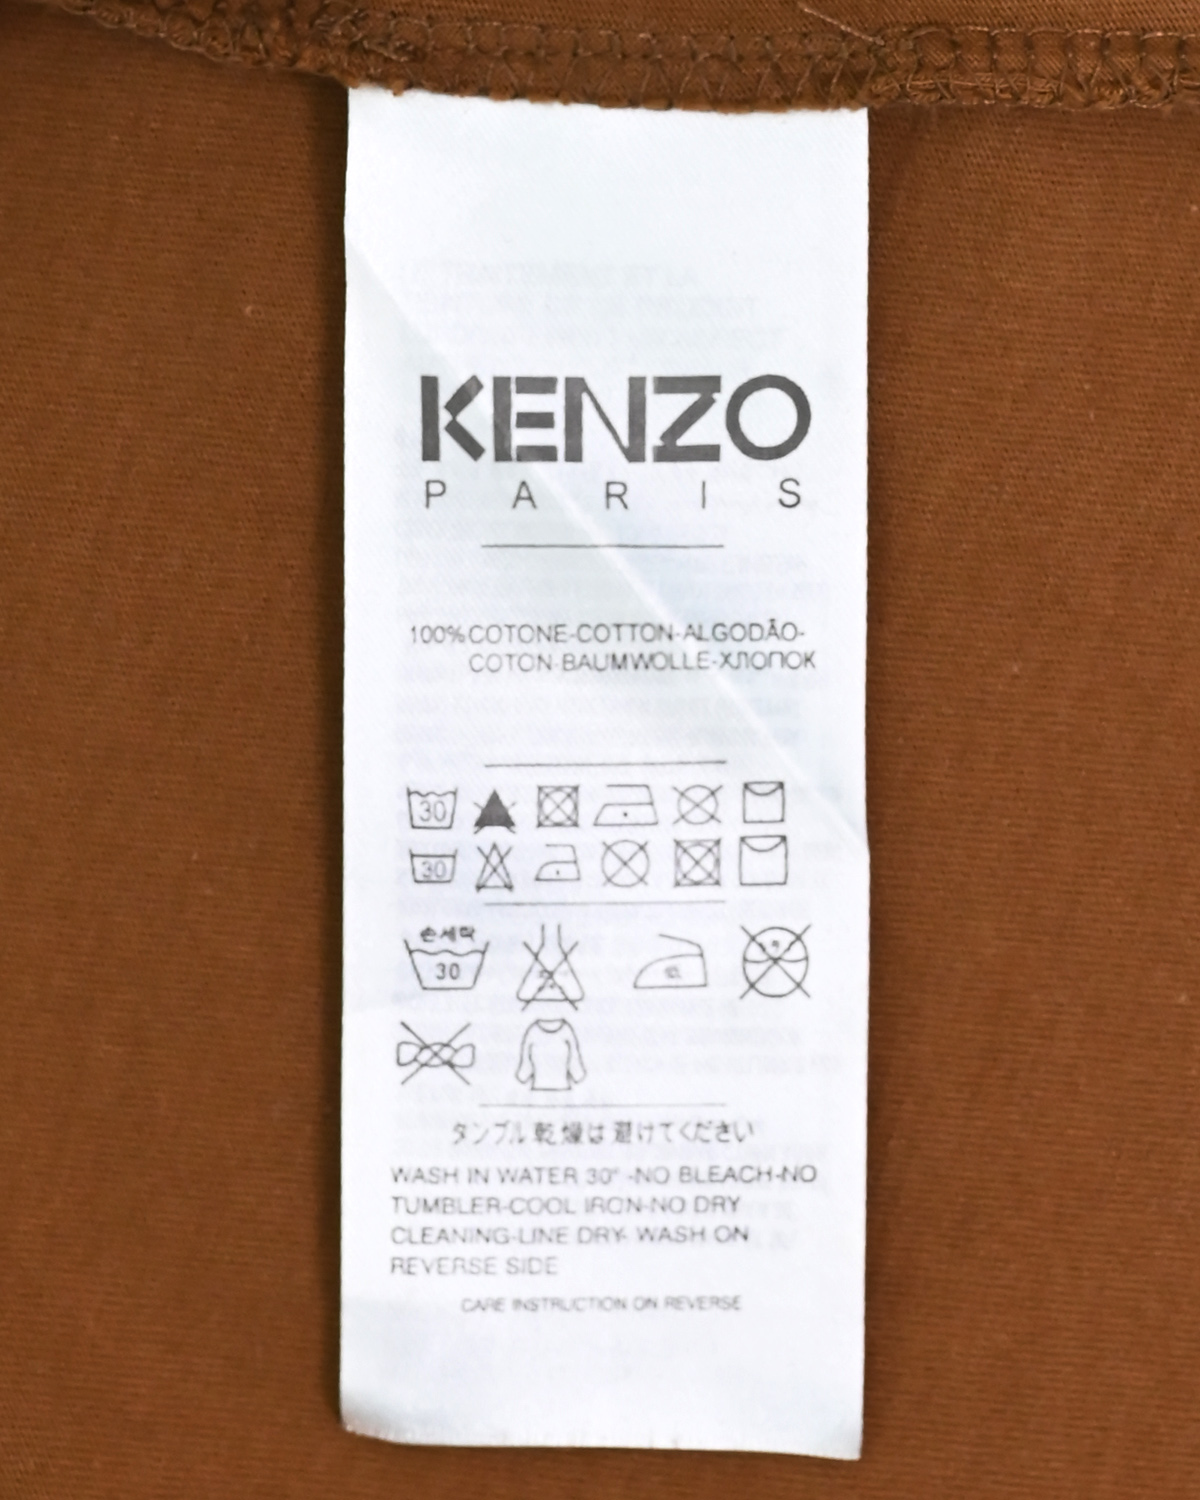 KENZO
PARIS
100% COTONE-COTTON-ALGODÃO-
COTON-BAUMWOLLE-ХЛОПОК
30
30
손세탁
30
タンブル乾燥は避けてください
WASH IN WATER 30° -NO BLEACH-NO
TUMBLER-COOL IRON-NO DRY
CLEANING-LINE DRY- WASH ON
REVERSE SIDE
CARE INSTRUCTION ON REVERSE